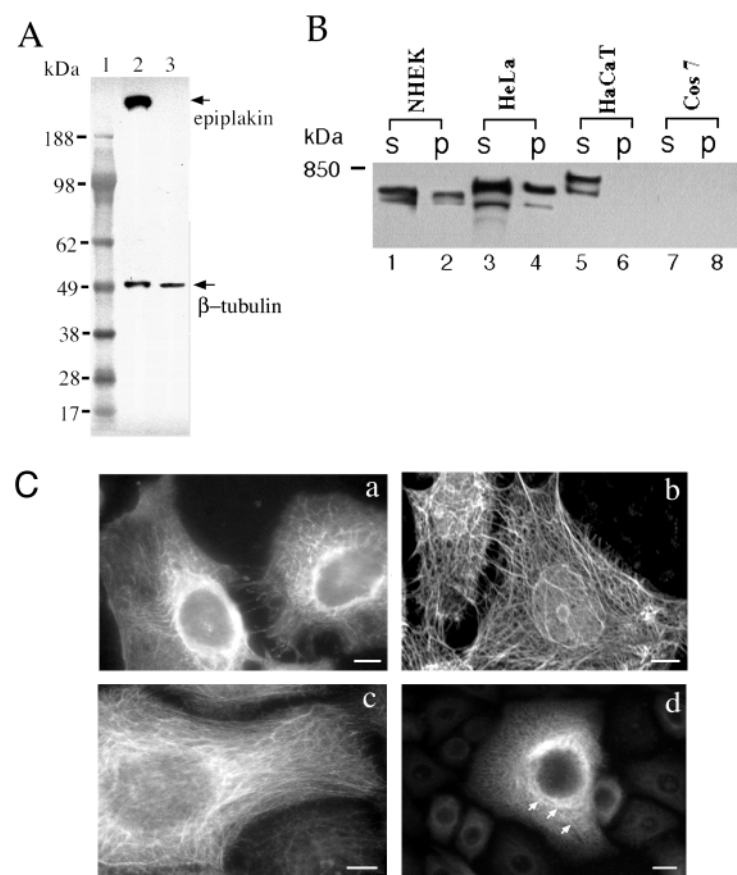 A
kDa 1 2 3
epiplakin
188
98
62
49
β–tubulin
38
28
17
B
NHEK HeLa HaCaT Cos 7
kDa s p s p s p s p
850
1 2 3 4 5 6 7 8
C
a
b
c
d